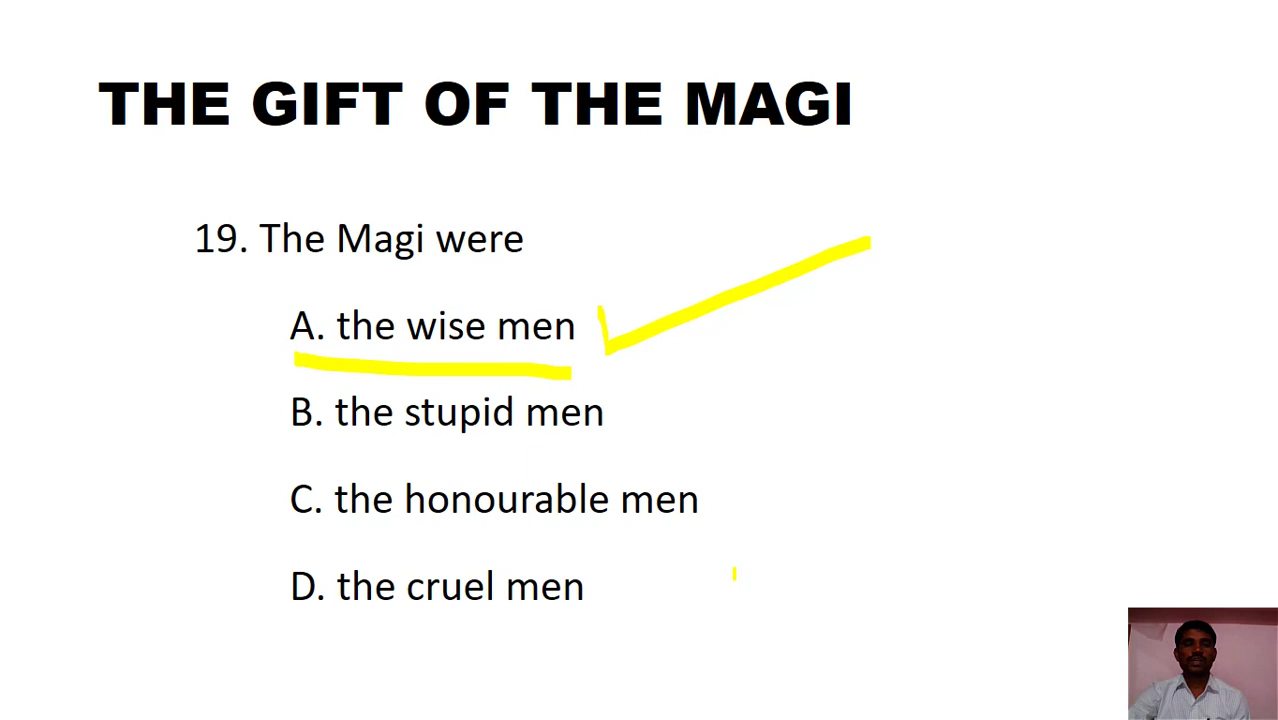 THE GIFT OF THE MAGI
19. The Magi were
A. the wise men
B. the stupid men
C. the honourable men
D. the cruel men